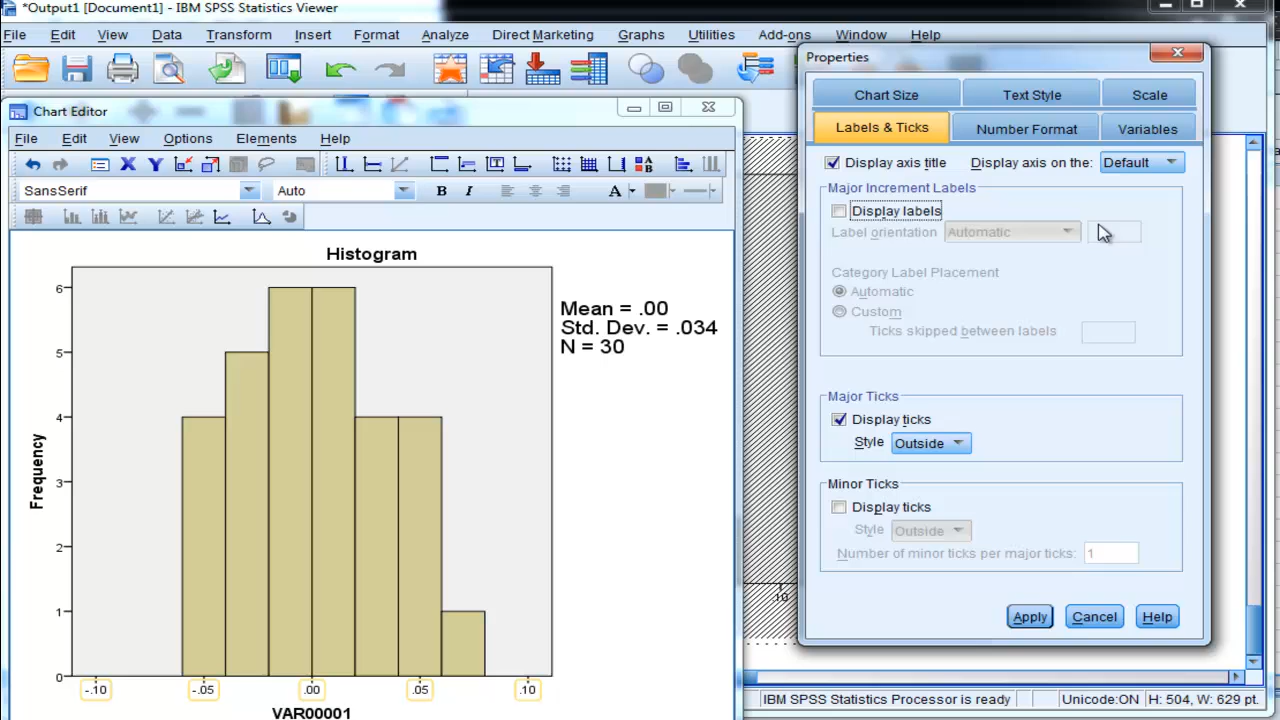 *Output1 [Document1] - IBM SPSS Statistics Viewer
File Edit View Data Transform Insert Format Analyze Direct Marketing Graphs Utilities Add-ons Window Help
Chart Editor
File Edit View Options Elements Help
X Y
SansSerif Auto B I A
Histogram
Mean = .00
Std. Dev. = .034
N = 30
Frequency
6
5
4
3
2
1
0
-.10 -.05 .00 .05 .10
VAR00001
Properties
Chart Size Text Style Scale
Labels & Ticks Number Format Variables
Display axis title Display axis on the: Default
Major Increment Labels
Display labels
Label orientation Automatic
Category Label Placement
Automatic
Custom
Ticks skipped between labels
Major Ticks
Display ticks
Style Outside
Minor Ticks
Display ticks
Style Outside
Number of minor ticks per major ticks: 1
Apply Cancel Help
IBM SPSS Statistics Processor is ready Unicode:ON H: 504, W: 629 pt.